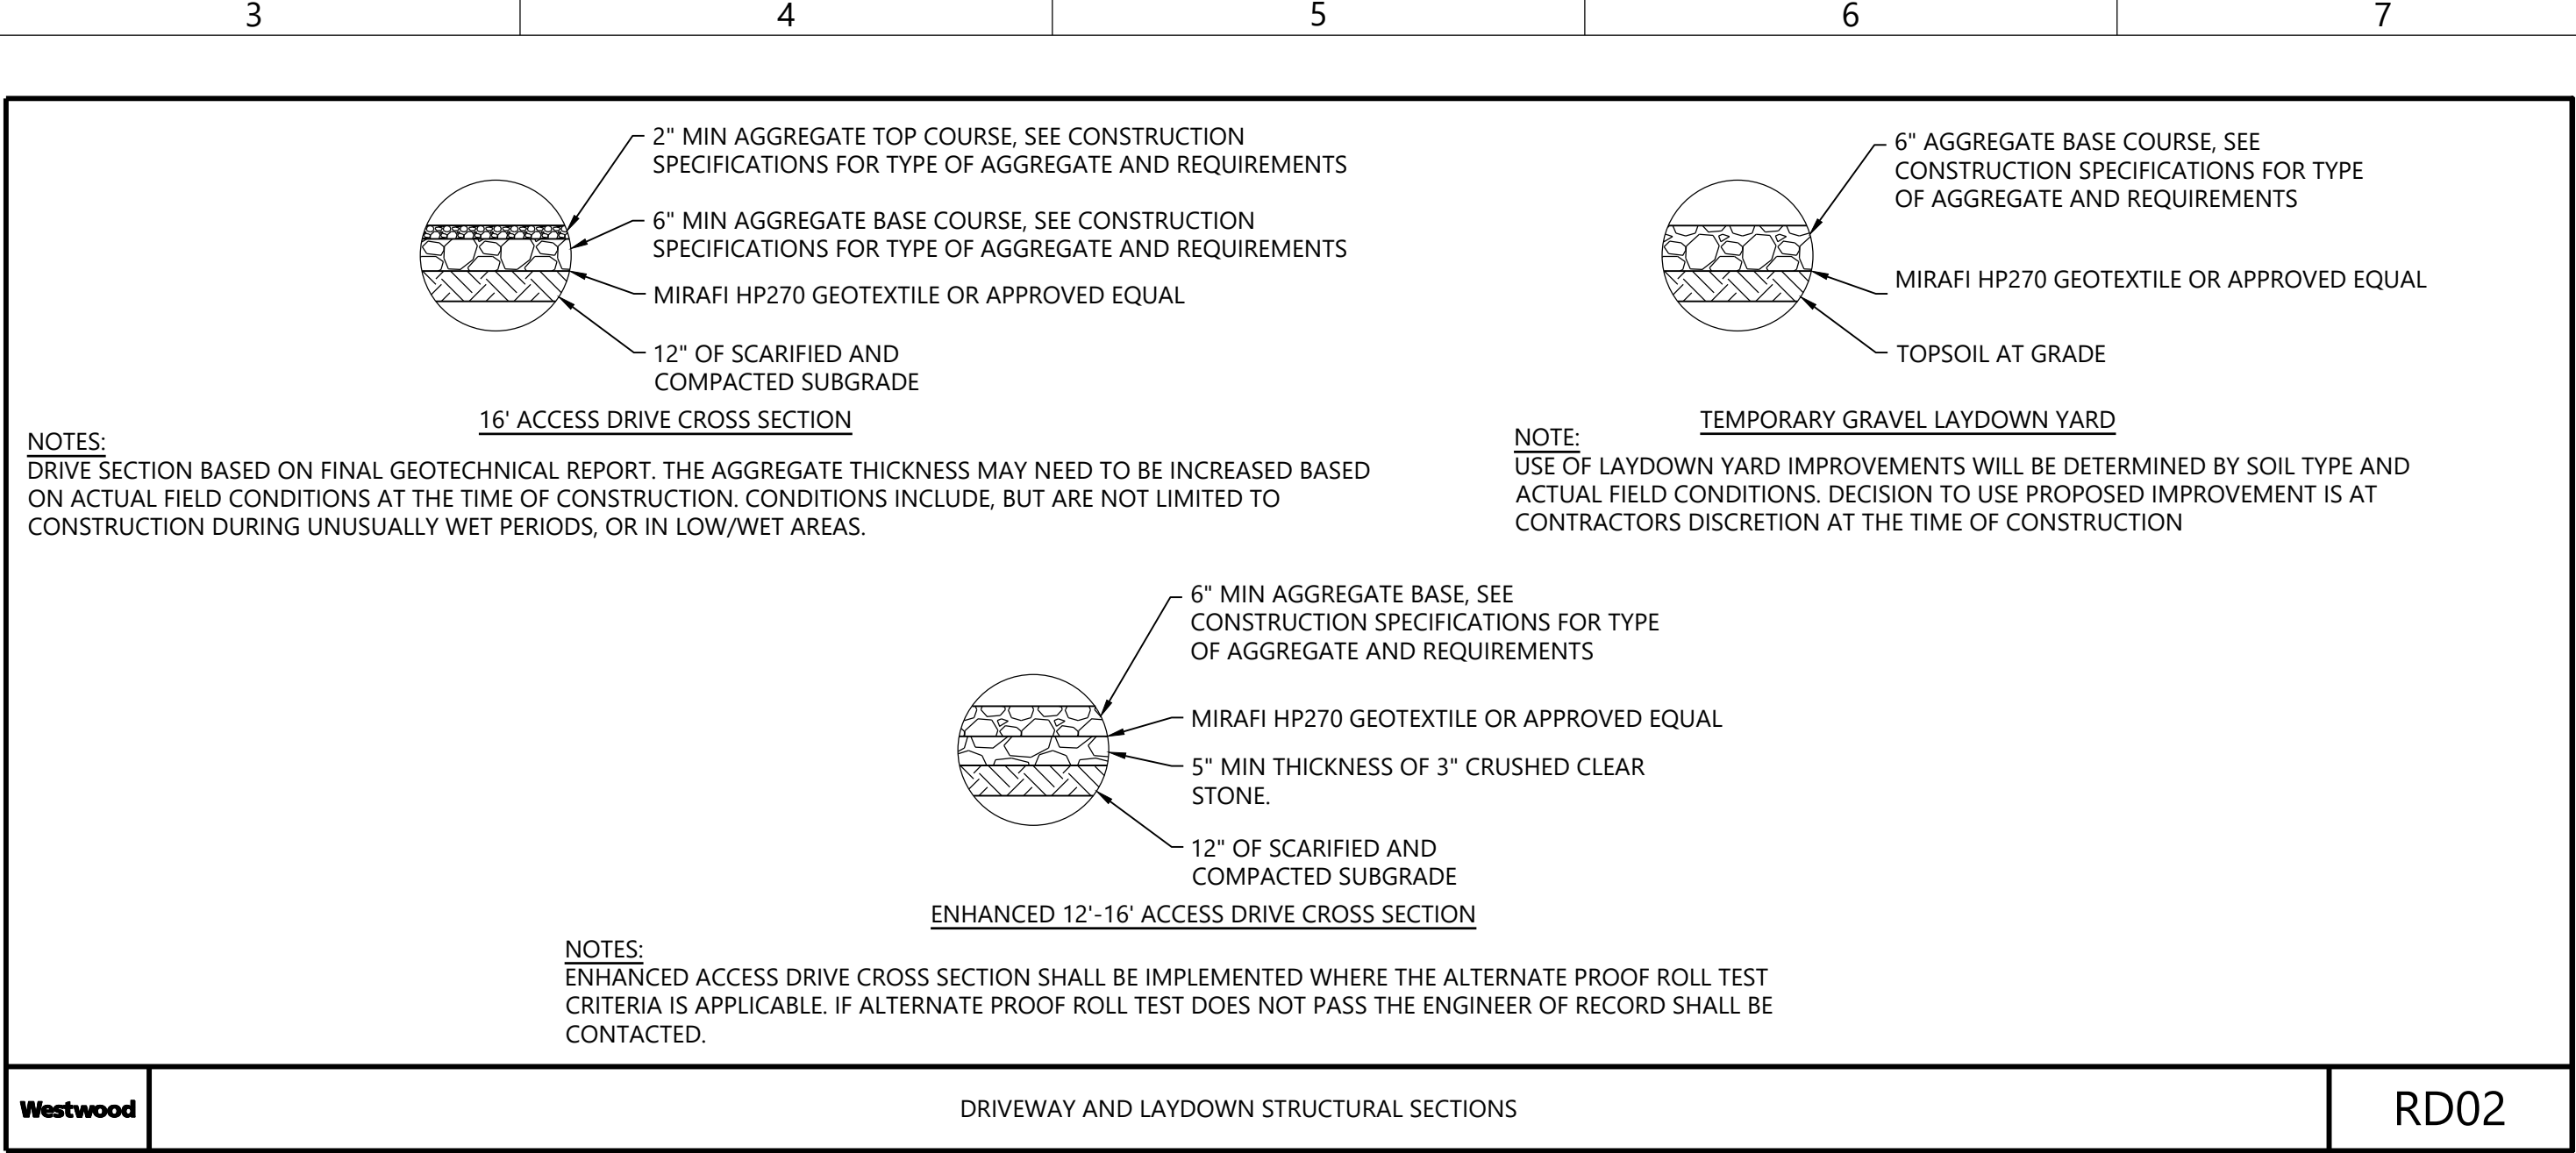 3 4 5 6 7
2" MIN AGGREGATE TOP COURSE, SEE CONSTRUCTION
SPECIFICATIONS FOR TYPE OF AGGREGATE AND REQUIREMENTS
6" MIN AGGREGATE BASE COURSE, SEE CONSTRUCTION
SPECIFICATIONS FOR TYPE OF AGGREGATE AND REQUIREMENTS
MIRAFI HP270 GEOTEXTILE OR APPROVED EQUAL
12" OF SCARIFIED AND
COMPACTED SUBGRADE
16' ACCESS DRIVE CROSS SECTION
NOTES:
DRIVE SECTION BASED ON FINAL GEOTECHNICAL REPORT. THE AGGREGATE THICKNESS MAY NEED TO BE INCREASED BASED
ON ACTUAL FIELD CONDITIONS AT THE TIME OF CONSTRUCTION. CONDITIONS INCLUDE, BUT ARE NOT LIMITED TO
CONSTRUCTION DURING UNUSUALLY WET PERIODS, OR IN LOW/WET AREAS.
6" AGGREGATE BASE COURSE, SEE
CONSTRUCTION SPECIFICATIONS FOR TYPE
OF AGGREGATE AND REQUIREMENTS
MIRAFI HP270 GEOTEXTILE OR APPROVED EQUAL
TOPSOIL AT GRADE
TEMPORARY GRAVEL LAYDOWN YARD
NOTE:
USE OF LAYDOWN YARD IMPROVEMENTS WILL BE DETERMINED BY SOIL TYPE AND
ACTUAL FIELD CONDITIONS. DECISION TO USE PROPOSED IMPROVEMENT IS AT
CONTRACTORS DISCRETION AT THE TIME OF CONSTRUCTION
6" MIN AGGREGATE BASE, SEE
CONSTRUCTION SPECIFICATIONS FOR TYPE
OF AGGREGATE AND REQUIREMENTS
MIRAFI HP270 GEOTEXTILE OR APPROVED EQUAL
5" MIN THICKNESS OF 3" CRUSHED CLEAR
STONE.
12" OF SCARIFIED AND
COMPACTED SUBGRADE
ENHANCED 12'-16' ACCESS DRIVE CROSS SECTION
NOTES:
ENHANCED ACCESS DRIVE CROSS SECTION SHALL BE IMPLEMENTED WHERE THE ALTERNATE PROOF ROLL TEST
CRITERIA IS APPLICABLE. IF ALTERNATE PROOF ROLL TEST DOES NOT PASS THE ENGINEER OF RECORD SHALL BE
CONTACTED.
Westwood
DRIVEWAY AND LAYDOWN STRUCTURAL SECTIONS
RD02